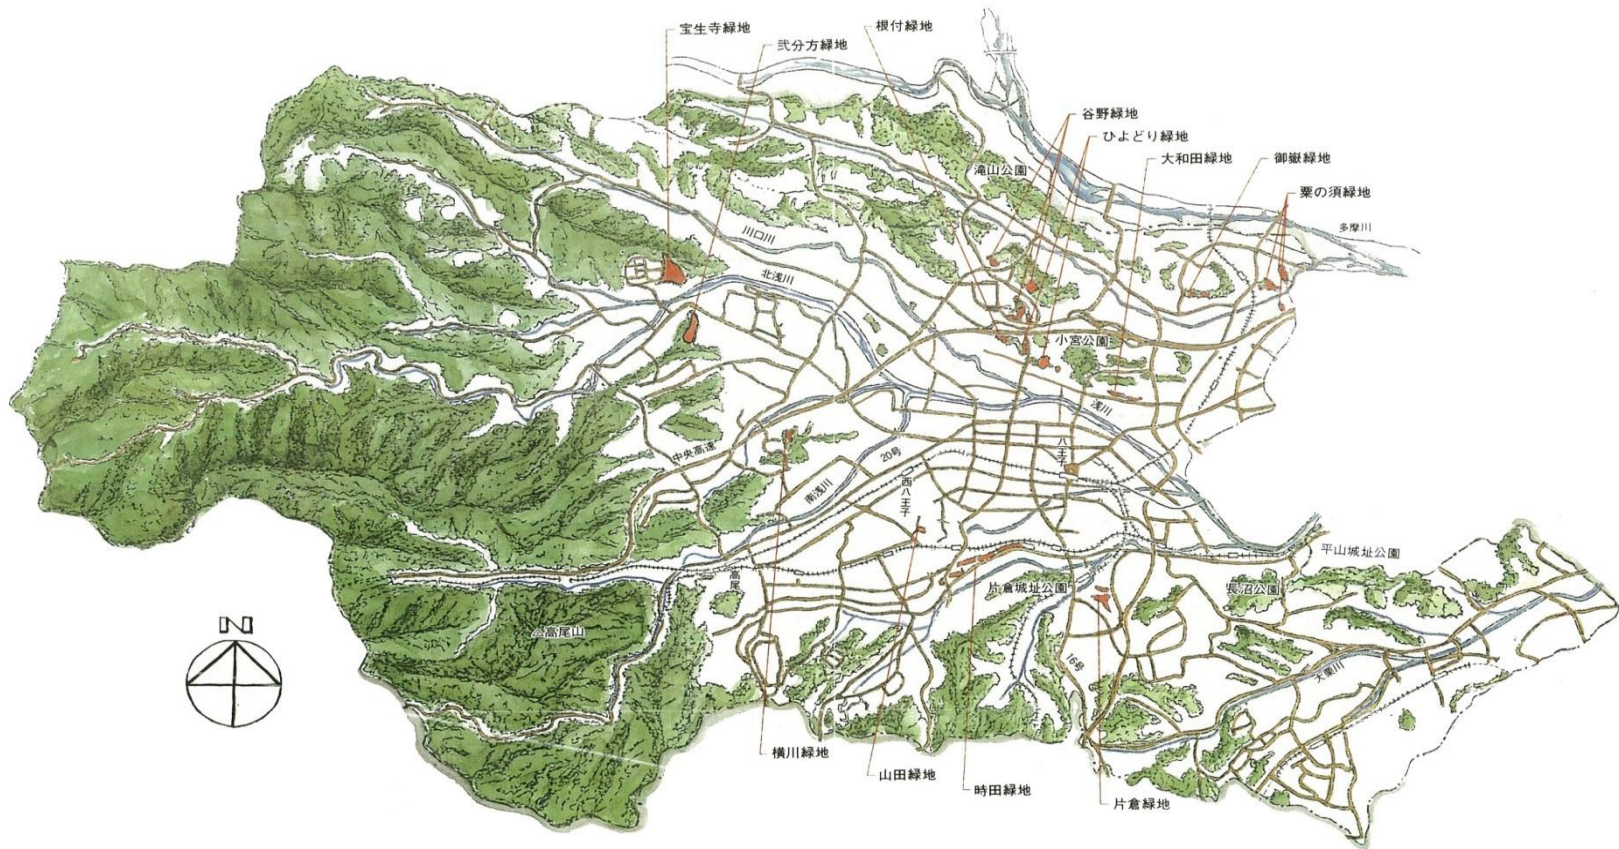 宝生寺緑地
根付緑地
弐分方緑地
谷野緑地
ひよどり緑地
大和田緑地
御嶽緑地
粟の須緑地
滝山公園
多摩川
川口川
北浅川
小宮公園
浅川
八王子
中央高速
20号
南浅川
西八王子
高尾
平山城址公園
片倉城址公園
長沼公園
△高尾山
N
16号
大栗川
横川緑地
山田緑地
時田緑地
片倉緑地